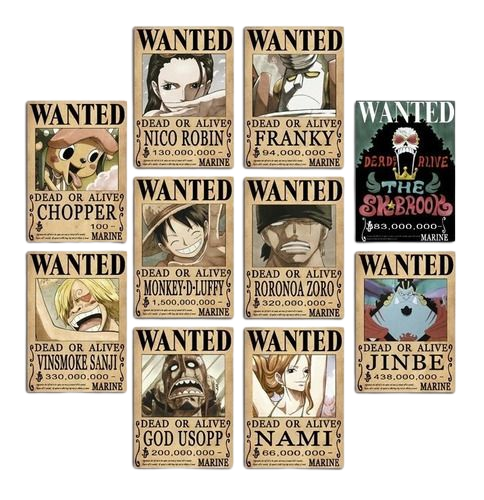 WANTED
DEAD OR ALIVE
NICO ROBIN
130,000,000-
MARINE
WANTED
DEAD OR ALIVE
FRANKY
94,000,000-
MARINE
WANTED
DEAD OR ALIVE
CHOPPER
100-
MARINE
WANTED
DEAD OR ALIVE
MONKEY·D·LUFFY
1,500,000,000-
MARINE
WANTED
DEAD OR ALIVE
RORONOA ZORO
320,000,000-
MARINE
WANTED
DEAD ALIVE
THE
SKBROOK
83,000,000-
MARINE
WANTED
DEAD OR ALIVE
VINSMOKE SANJI
330,000,000-
MARINE
WANTED
DEAD OR ALIVE
GOD USOPP
200,000,000-
MARINE
WANTED
DEAD OR ALIVE
NAMI
66,000,000-
MARINE
WANTED
DEAD OR ALIVE
JINBE
438,000,000-
MARINE